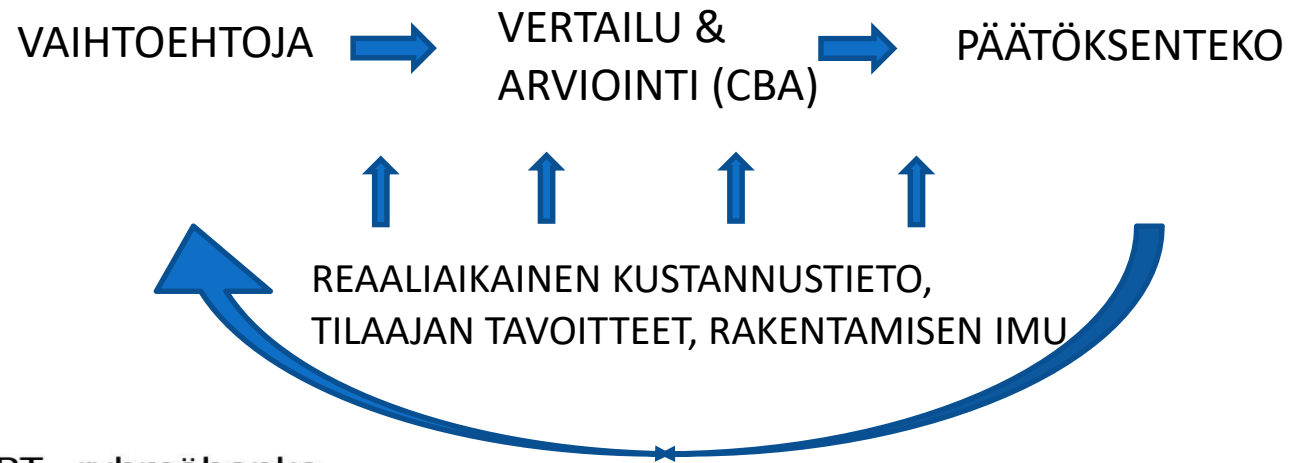 VAIHTOEHTOJA
VERTAILU &
ARVIOINTI (CBA)
PÄÄTÖKSENTEKO
REAALIAIKAINEN KUSTANNUSTIETO,
TILAAJAN TAVOITTEET, RAKENTAMISEN IMU